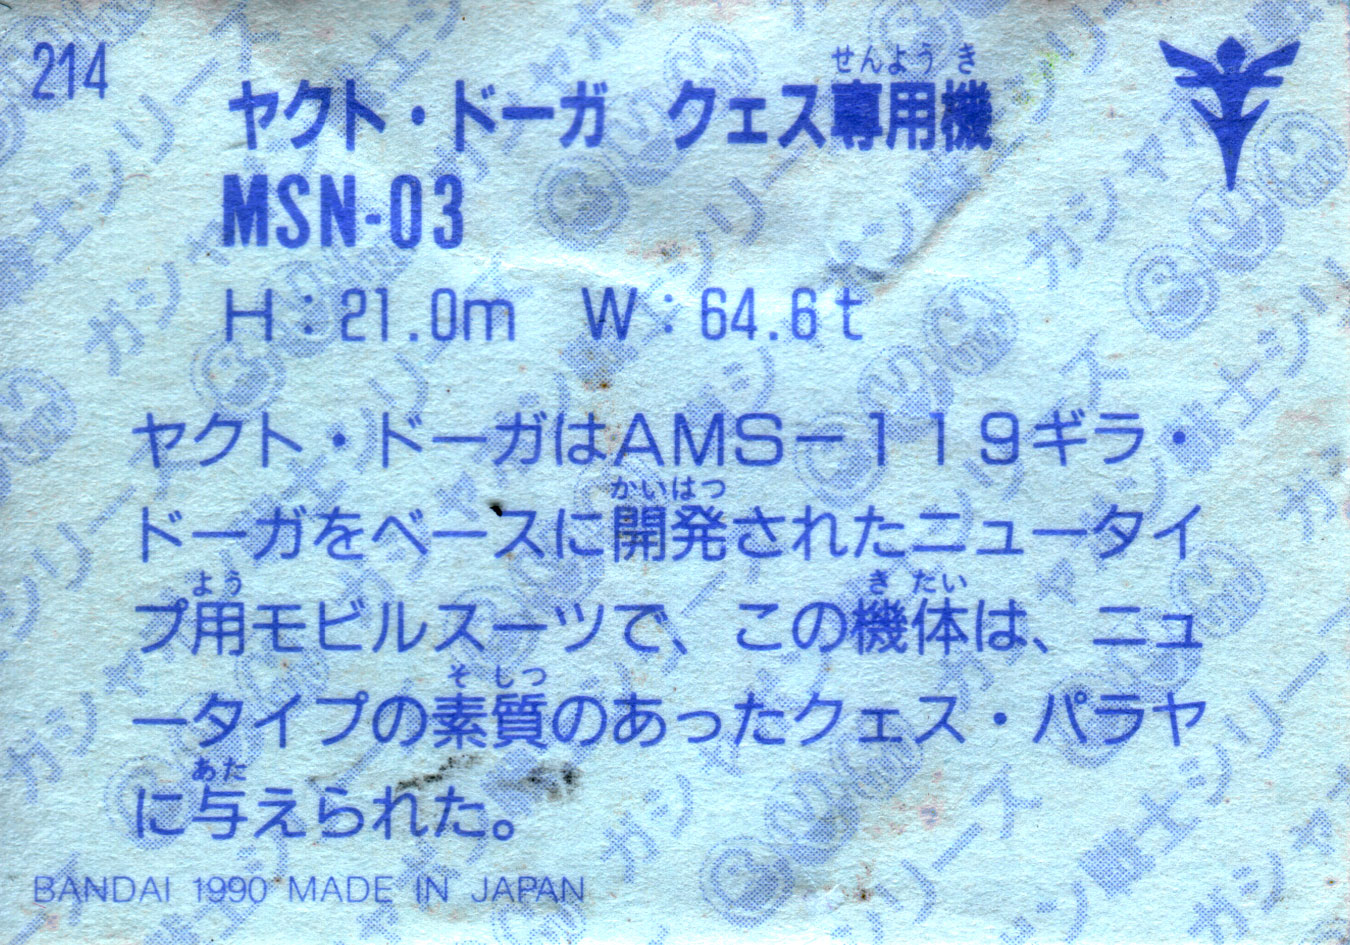 214
せんようき
ヤクト・ドーガ クェス専用機
MSN-03
H:21.0m W:64.6t
ヤクト・ドーガはAMS-119ギラ・
かいはつ
ドーガをベースに開発されたニュータイ
よう きたい
プ用モビルスーツで、この機体は、ニュ
そしつ
ータイプの素質のあったクェス・パラヤ
あた
に与えられた。
BANDAI 1990 MADE IN JAPAN